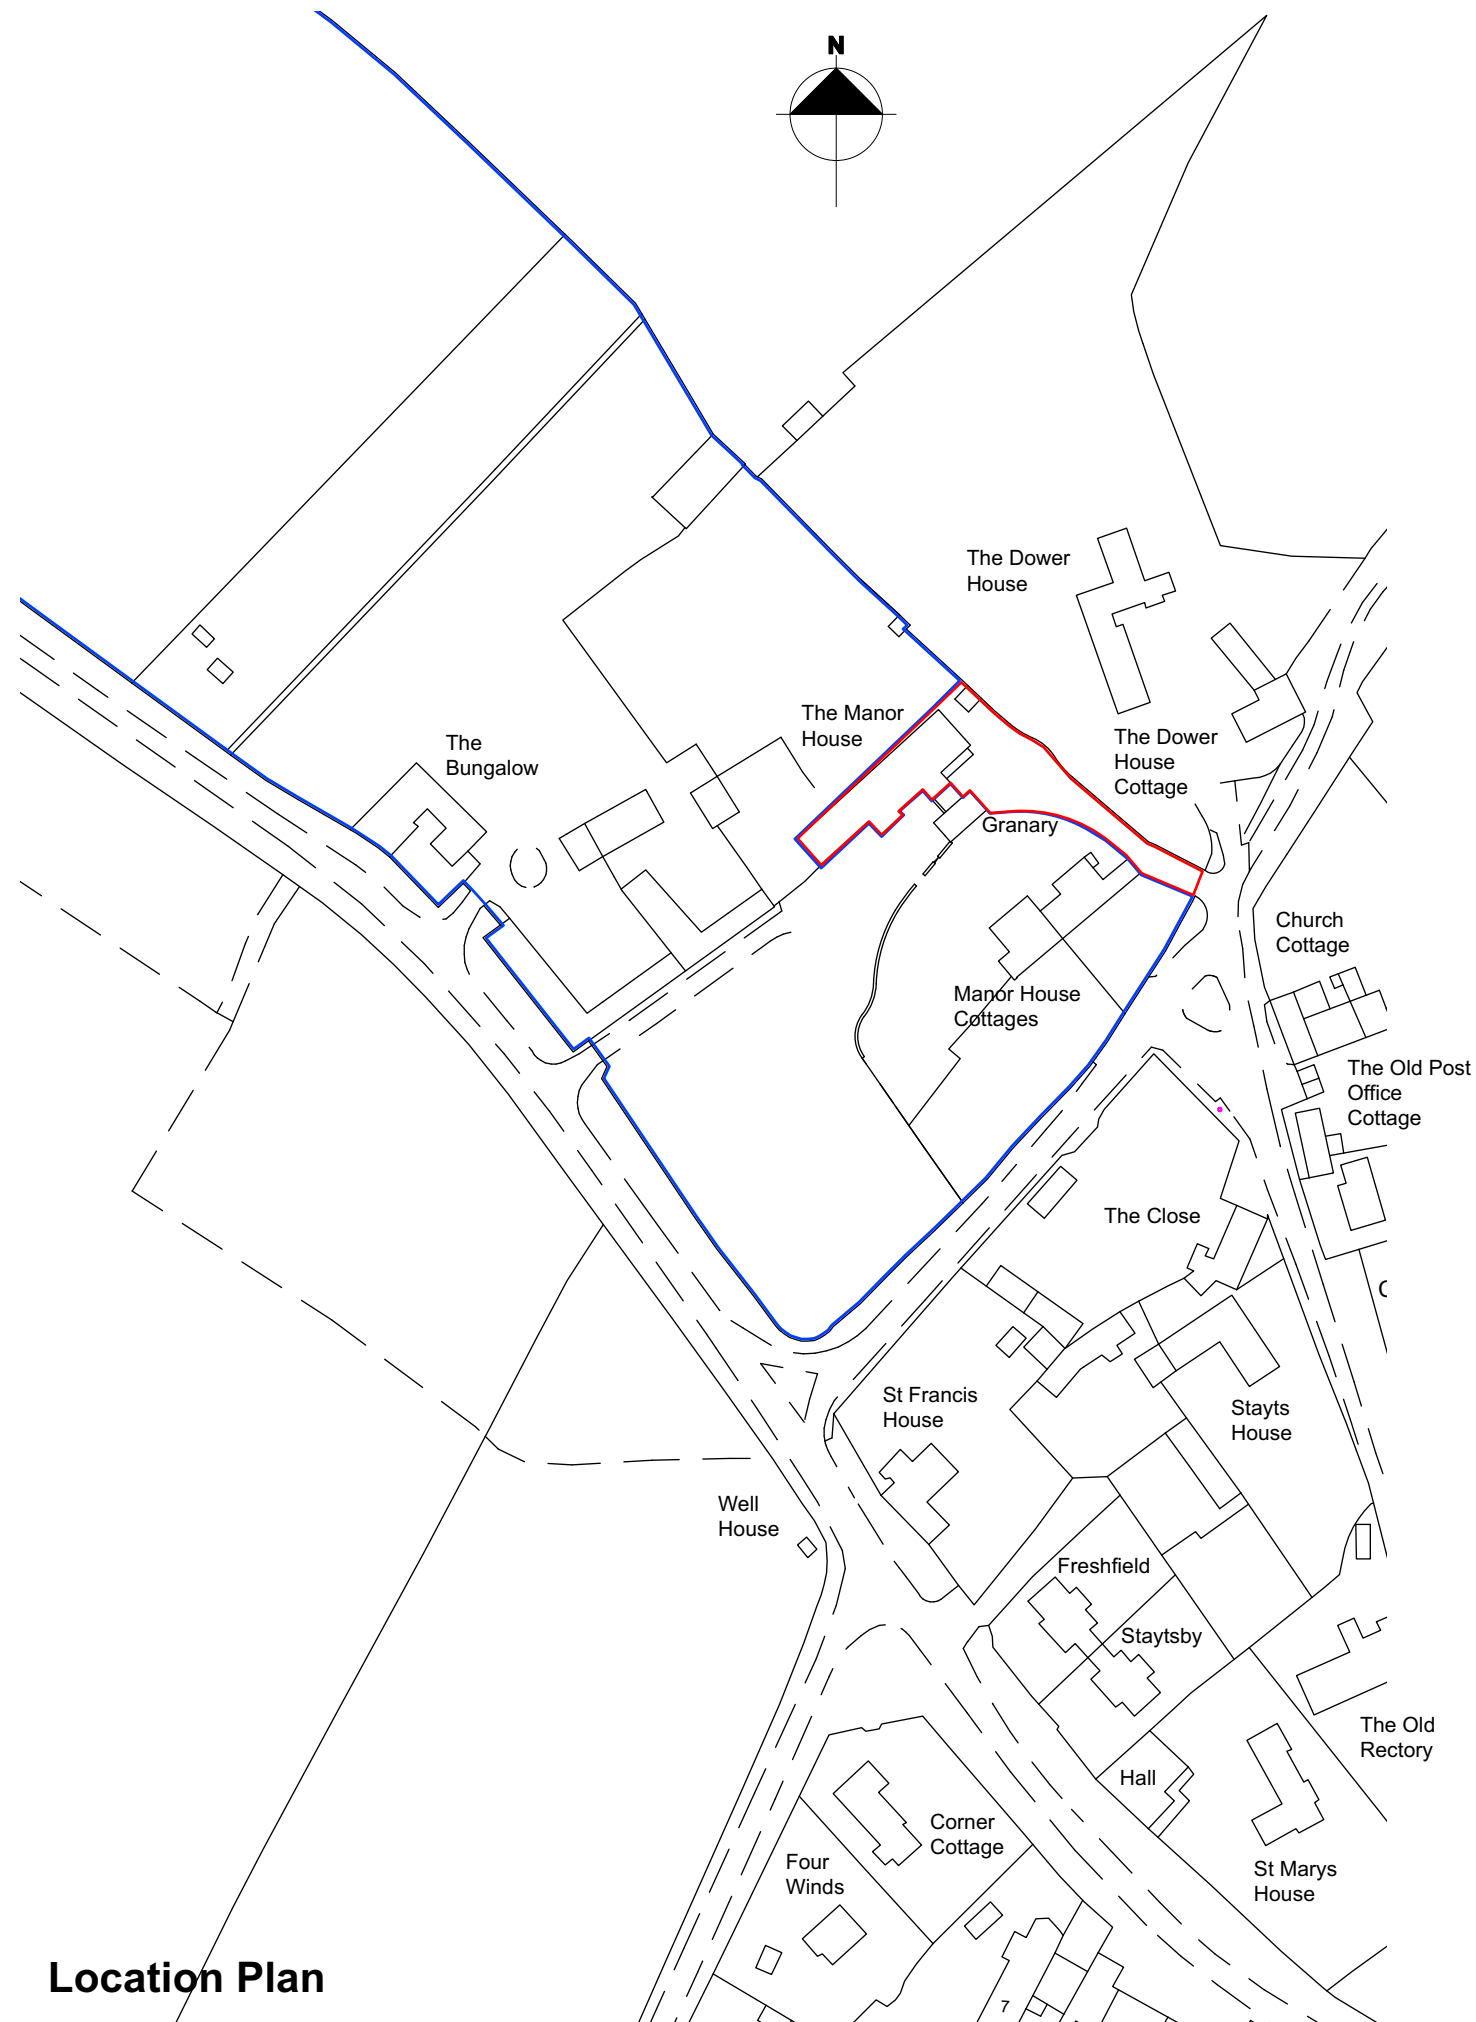 N
The Dower
House
The Manor
House
The
Bungalow
The Dower
House
Cottage
Granary
Church
Cottage
Manor House
Cottages
The Old Post
Office
Cottage
The Close
St Francis
House
Stayts
House
Well
House
Freshfield
Staytsby
The Old
Rectory
Hall
Corner
Cottage
Four
Winds
St Marys
House
Location Plan
7